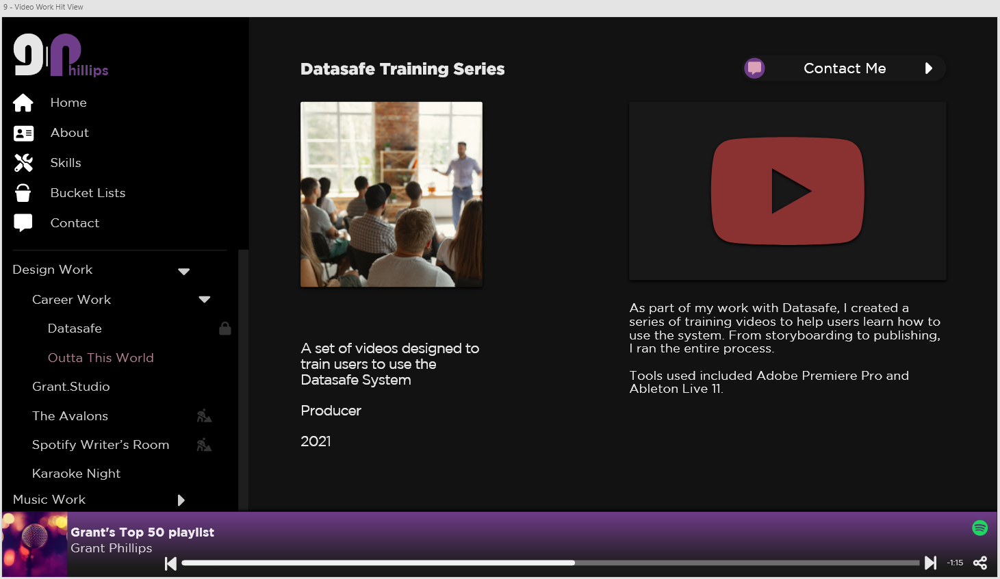 9 - Video Work Hit View
gPhillips
Home
About
Skills
Bucket Lists
Contact
Design Work
Career Work
Datasafe
Outta This World
Grant.Studio
The Avalons
Spotify Writer's Room
Karaoke Night
Music Work
Datasafe Training Series
Contact Me
A set of videos designed to
train users to use the
Datasafe System
Producer
2021
As part of my work with Datasafe, I created a
series of training videos to help users learn how to
use the system. From storyboarding to publishing,
I ran the entire process.
Tools used included Adobe Premiere Pro and
Ableton Live 11.
Grant's Top 50 playlist
Grant Phillips
-1:15